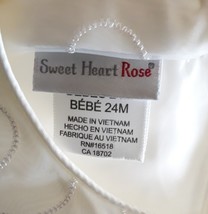 Sweet Heart Rose®
BÉBÉ 24M
MADE IN VIETNAM
HECHO EN VIETNAM
FABRIQUE AU VIETNAM
RN#16518
CA 18702